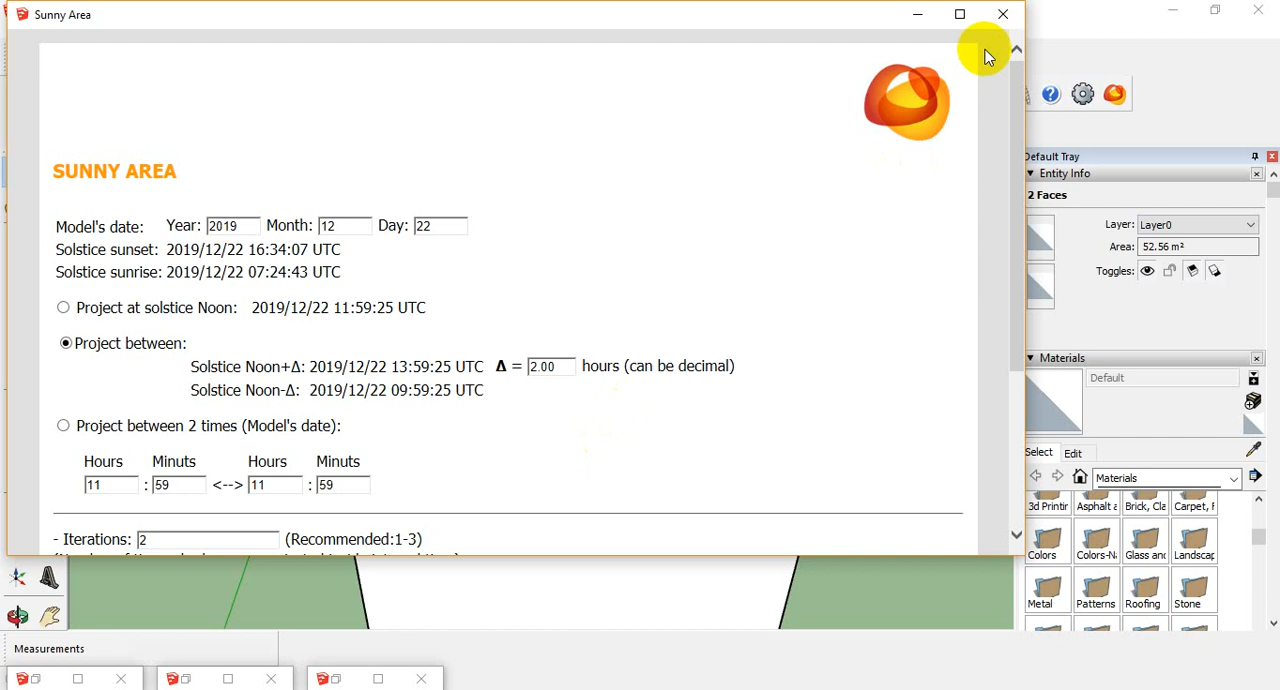 Sunny Area
SUNNY AREA
Model's date: Year: 2019 Month: 12 Day: 22
Solstice sunset: 2019/12/22 16:34:07 UTC
Solstice sunrise: 2019/12/22 07:24:43 UTC
Project at solstice Noon: 2019/12/22 11:59:25 UTC
Project between:
Solstice Noon+Δ: 2019/12/22 13:59:25 UTC Δ = 2.00 hours (can be decimal)
Solstice Noon-Δ: 2019/12/22 09:59:25 UTC
Project between 2 times (Model's date):
Hours Minuts Hours Minuts
11 : 59 <--> 11 : 59
- Iterations: 2 (Recommended:1-3)
Default Tray
Entity Info
2 Faces
Layer: Layer0
Area: 52.56 m²
Toggles:
Materials
Default
Select Edit
Materials
3d Printin Asphalt a Brick, Cla Carpet, F
Colors Colors-Na Glass and Landscap
Metal Patterns Roofing Stone
Measurements